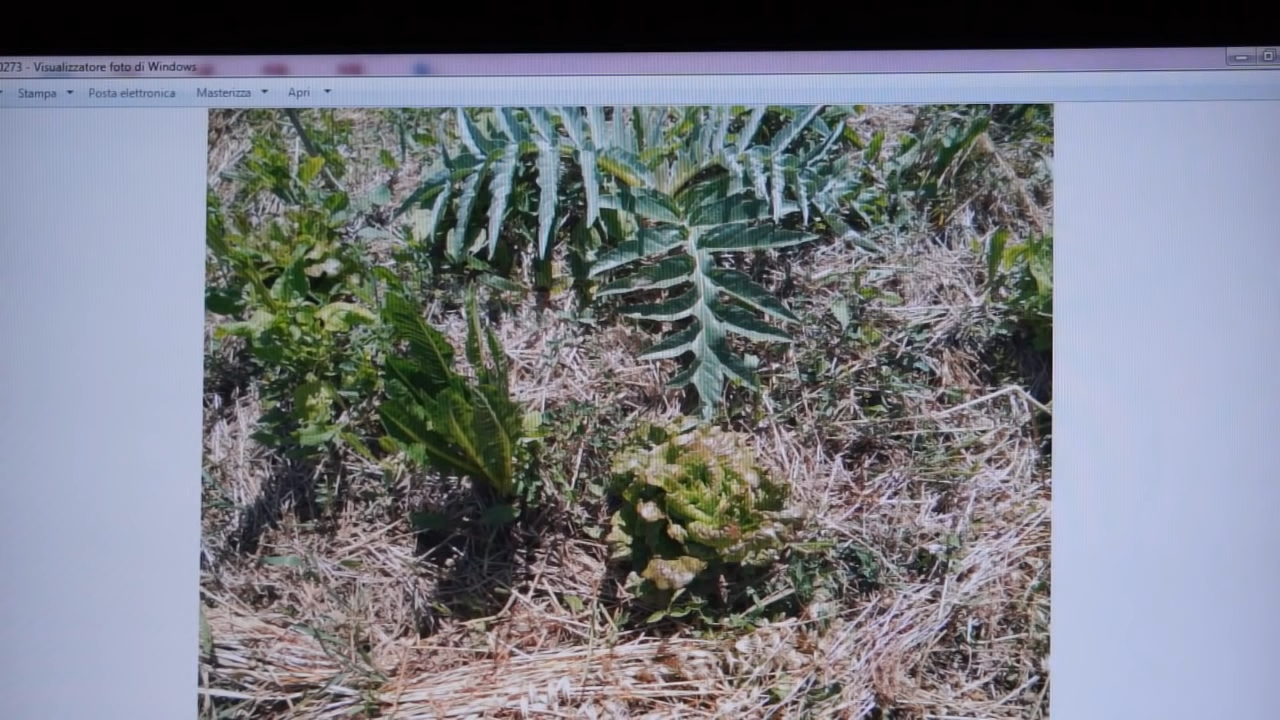 0273 - Visualizzatore foto di Windows
Stampa Posta elettronica Masterizza Apri